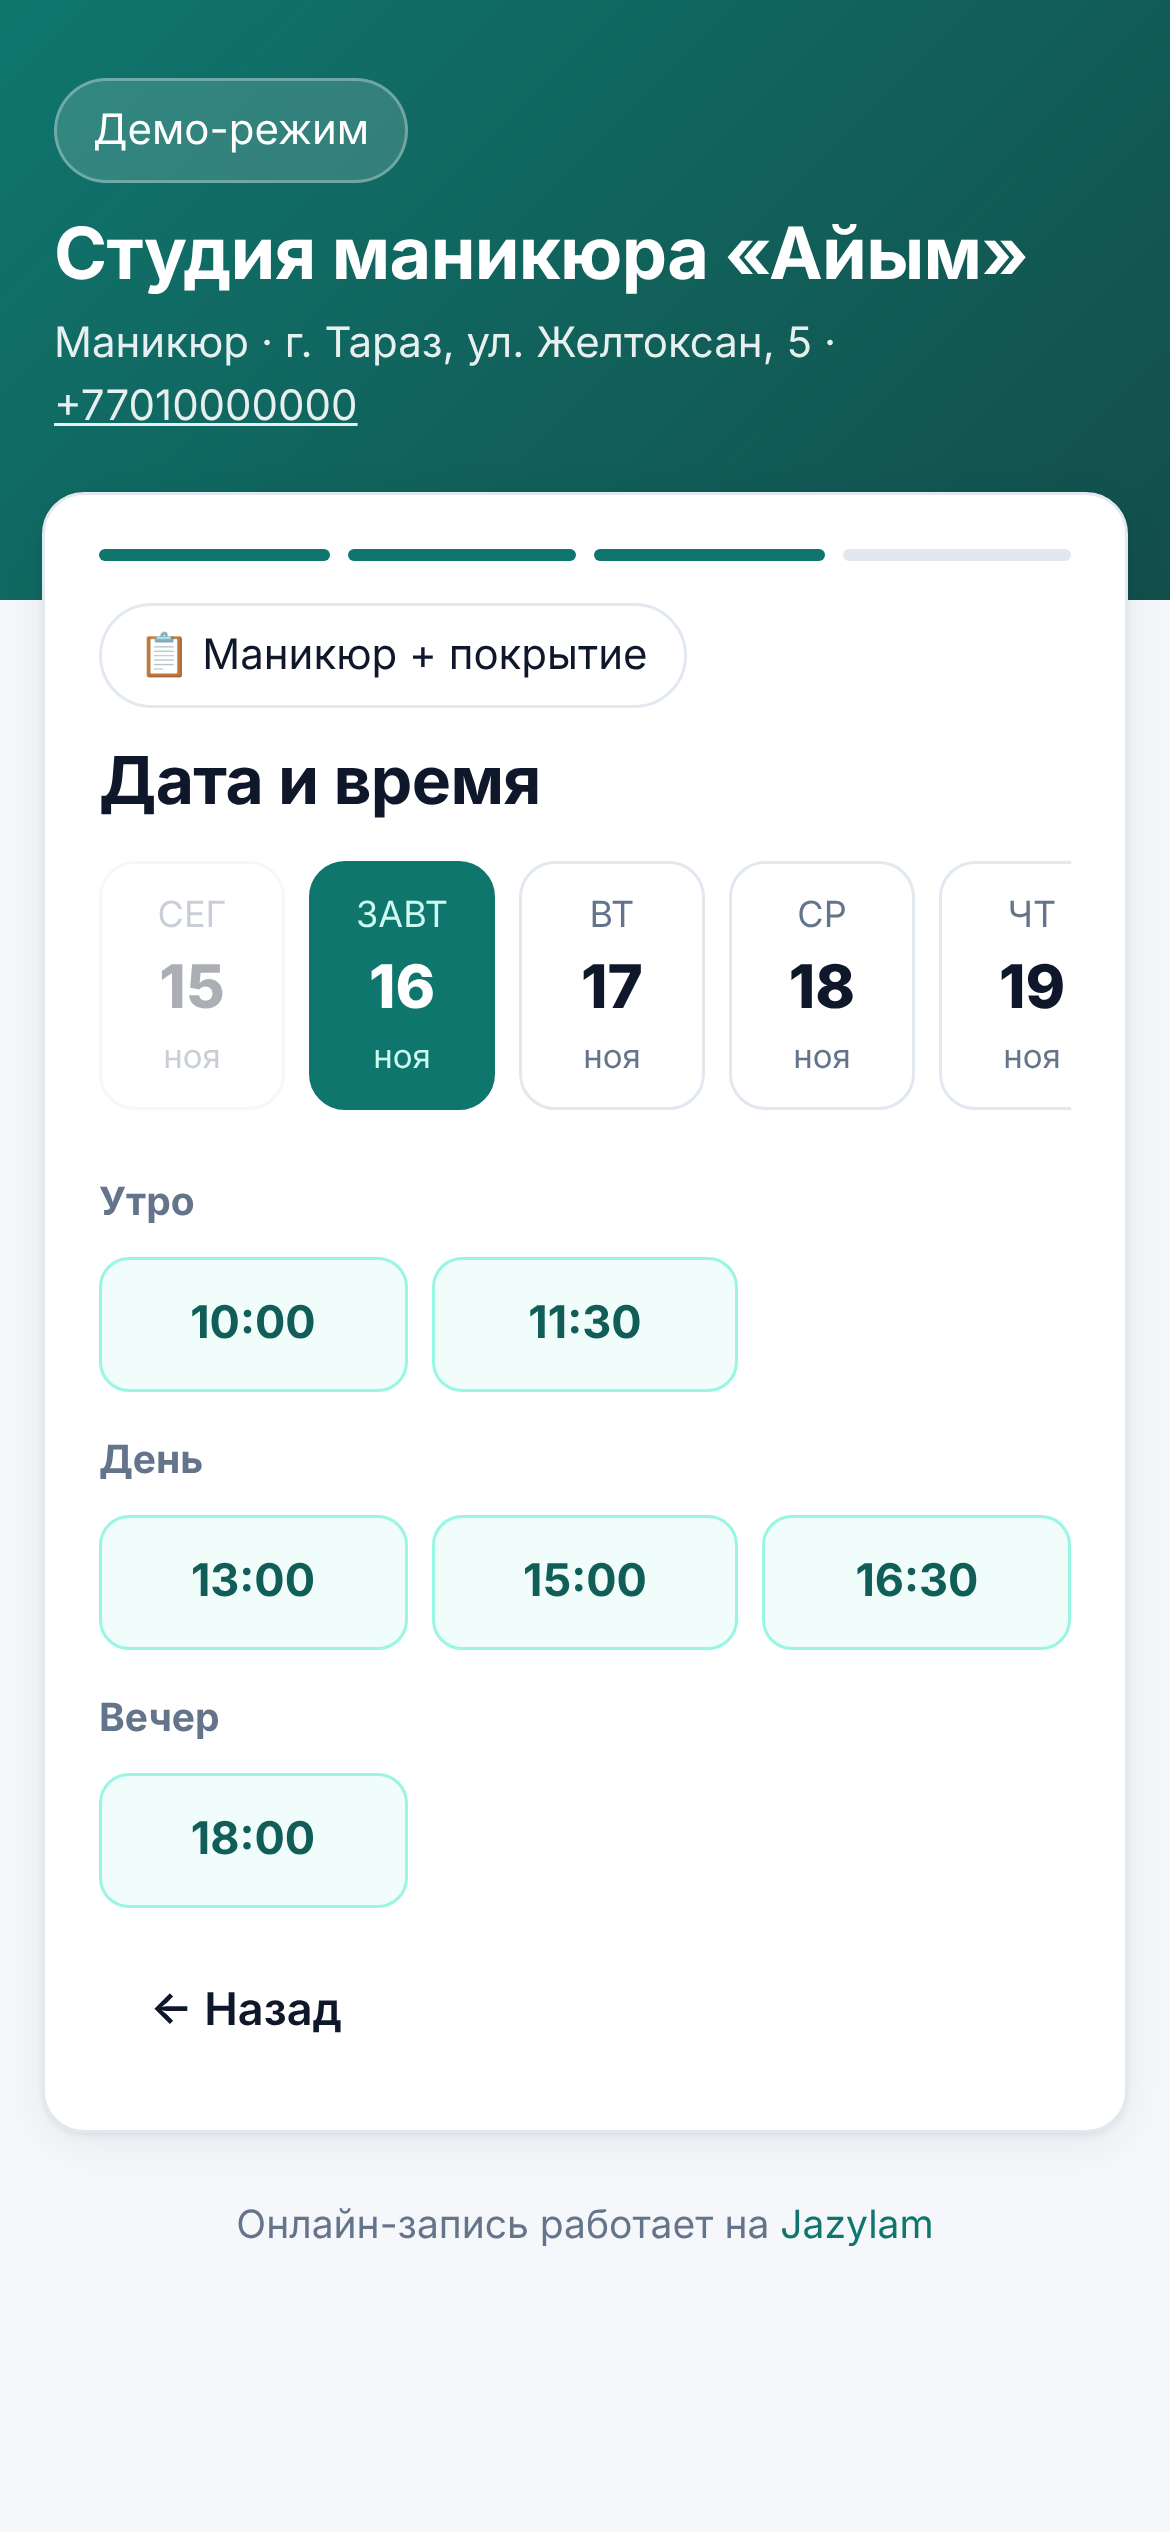 Демо-режим
Студия маникюра «Айым»
Маникюр · г. Тараз, ул. Желтоксан, 5 ·
+77010000000
📋 Маникюр + покрытие
Дата и время
СЕГ ЗАВТ ВТ СР ЧТ
15 16 17 18 19
ноя ноя ноя ноя ноя
Утро
10:00 11:30
День
13:00 15:00 16:30
Вечер
18:00
← Назад
Онлайн-запись работает на Jazylam